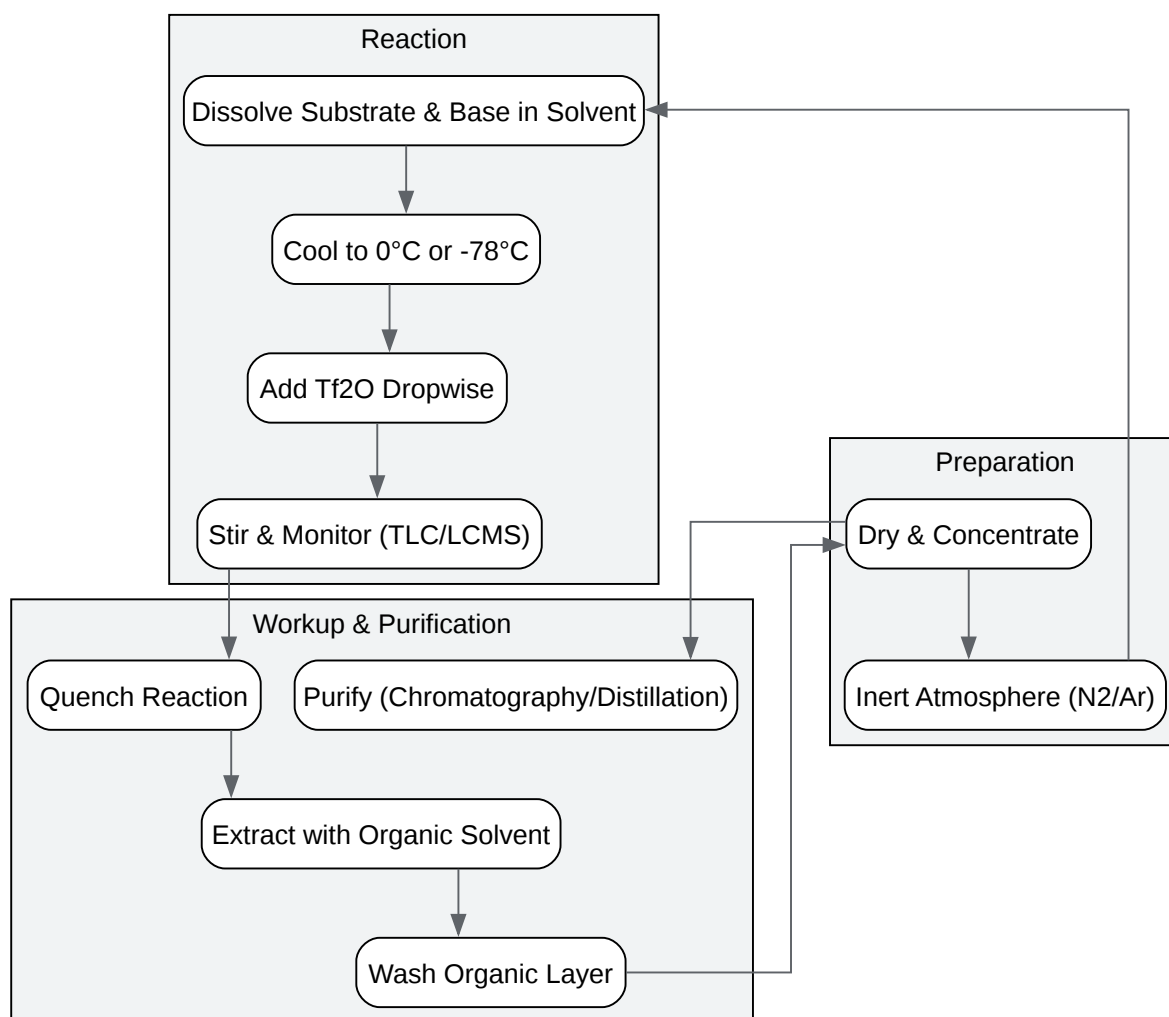 Reaction
Dissolve Substrate & Base in Solvent
Cool to 0°C or -78°C
Add Tf2O Dropwise
Stir & Monitor (TLC/LCMS)
Preparation
Dry & Concentrate
Inert Atmosphere (N2/Ar)
Workup & Purification
Quench Reaction
Purify (Chromatography/Distillation)
Extract with Organic Solvent
Wash Organic Layer